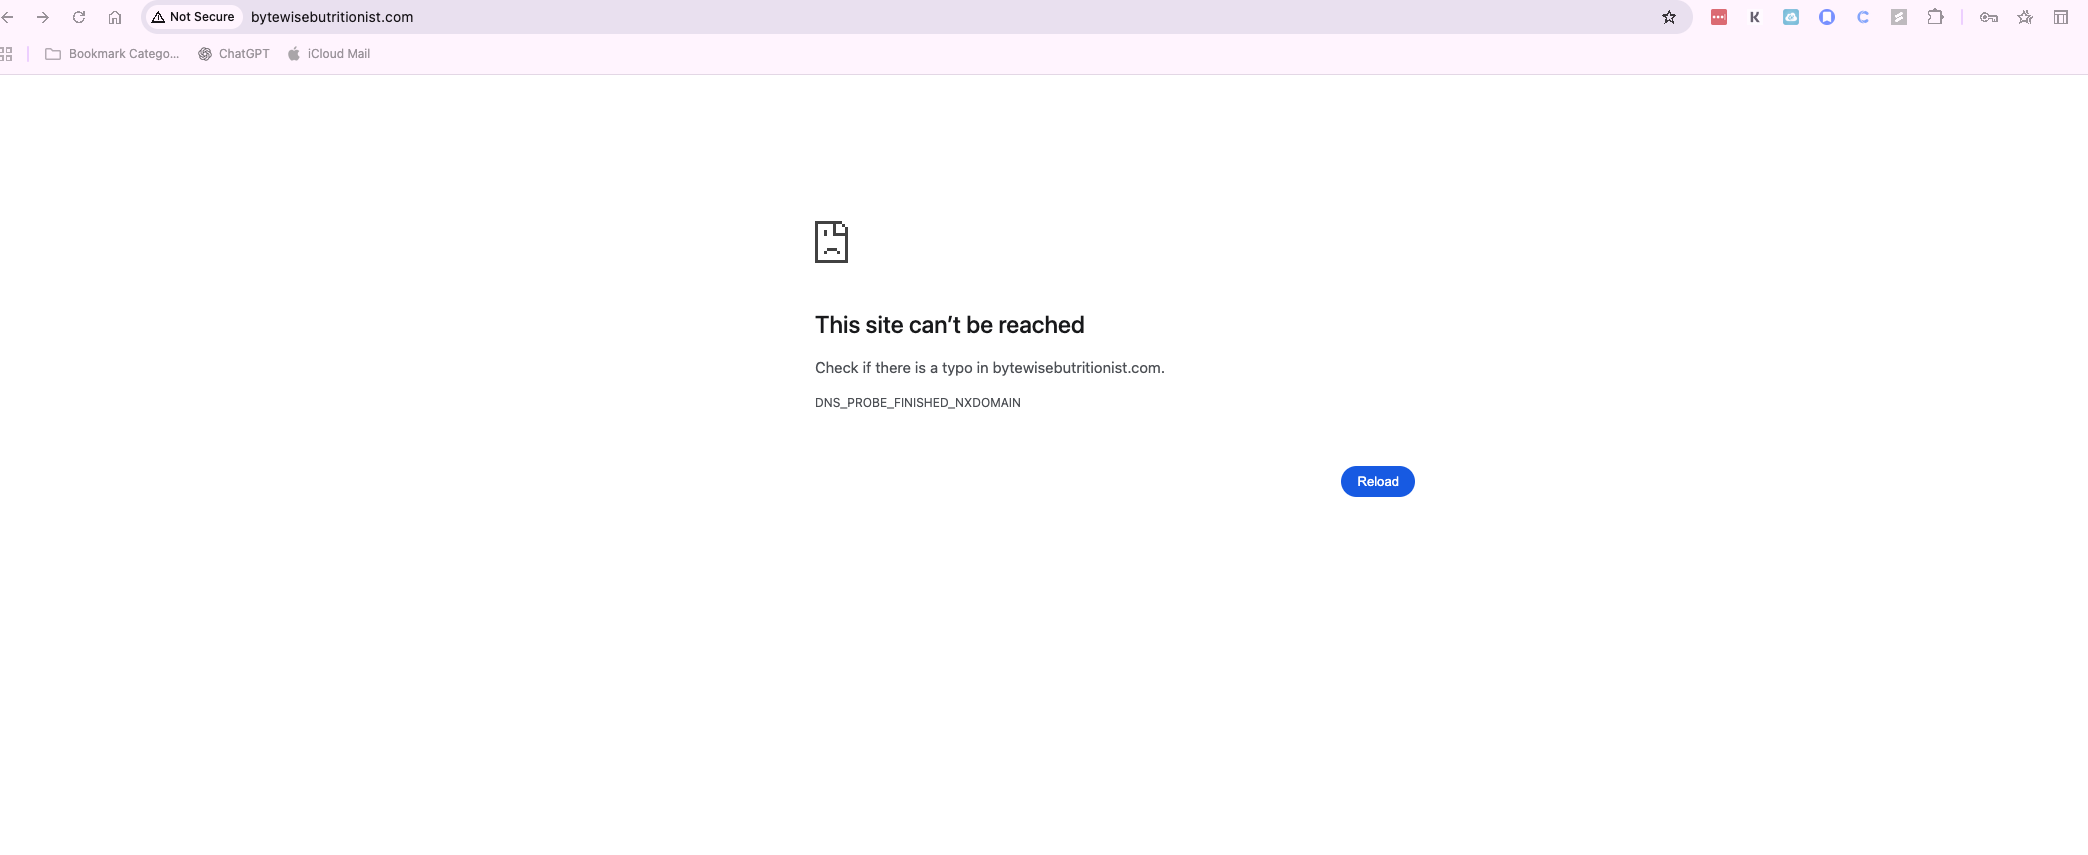 Not Secure bytewisebutritionist.com
K
Bookmark Catego... ChatGPT iCloud Mail
This site can't be reached
Check if there is a typo in bytewisebutritionist.com.
DNS_PROBE_FINISHED_NXDOMAIN
Reload